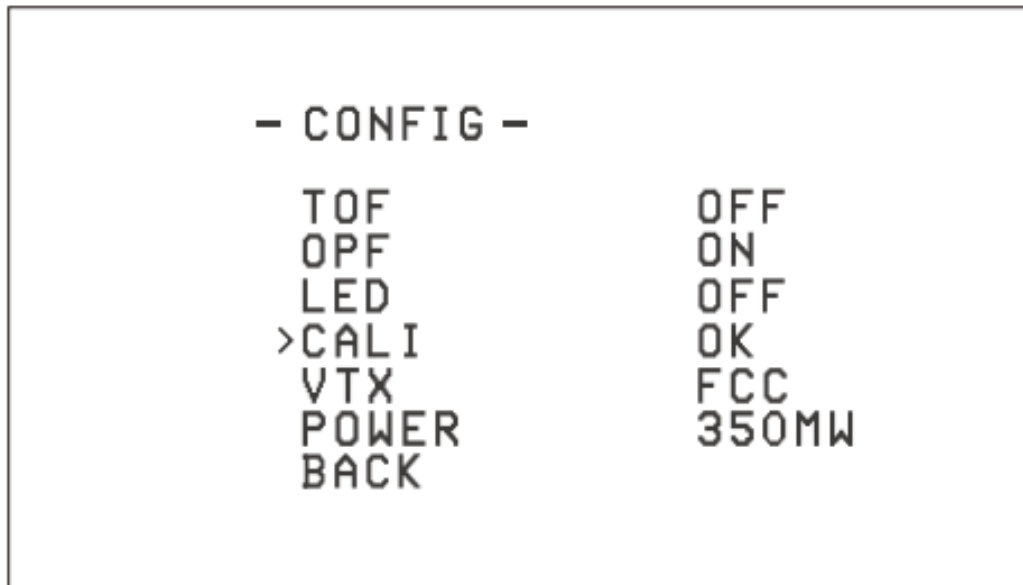 - CONFIG -
TOF OFF
OPF ON
LED OFF
>CALI OK
VTX FCC
POWER 350MW
BACK